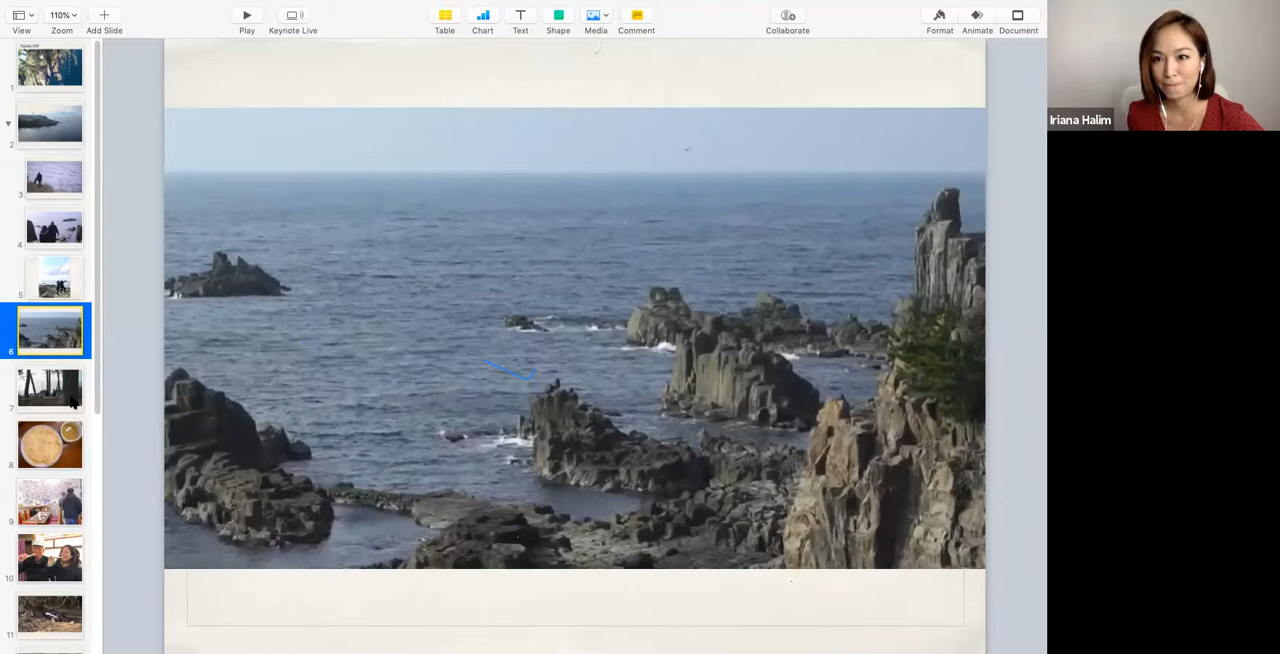 View
110%
Zoom
Add Slide
Play
Keynote Live
Table
Chart
Text
Shape
Media
Comment
Collaborate
Format
Animate
Document
Iriana Halim
1
2
3
4
5
6
7
8
9
10
11